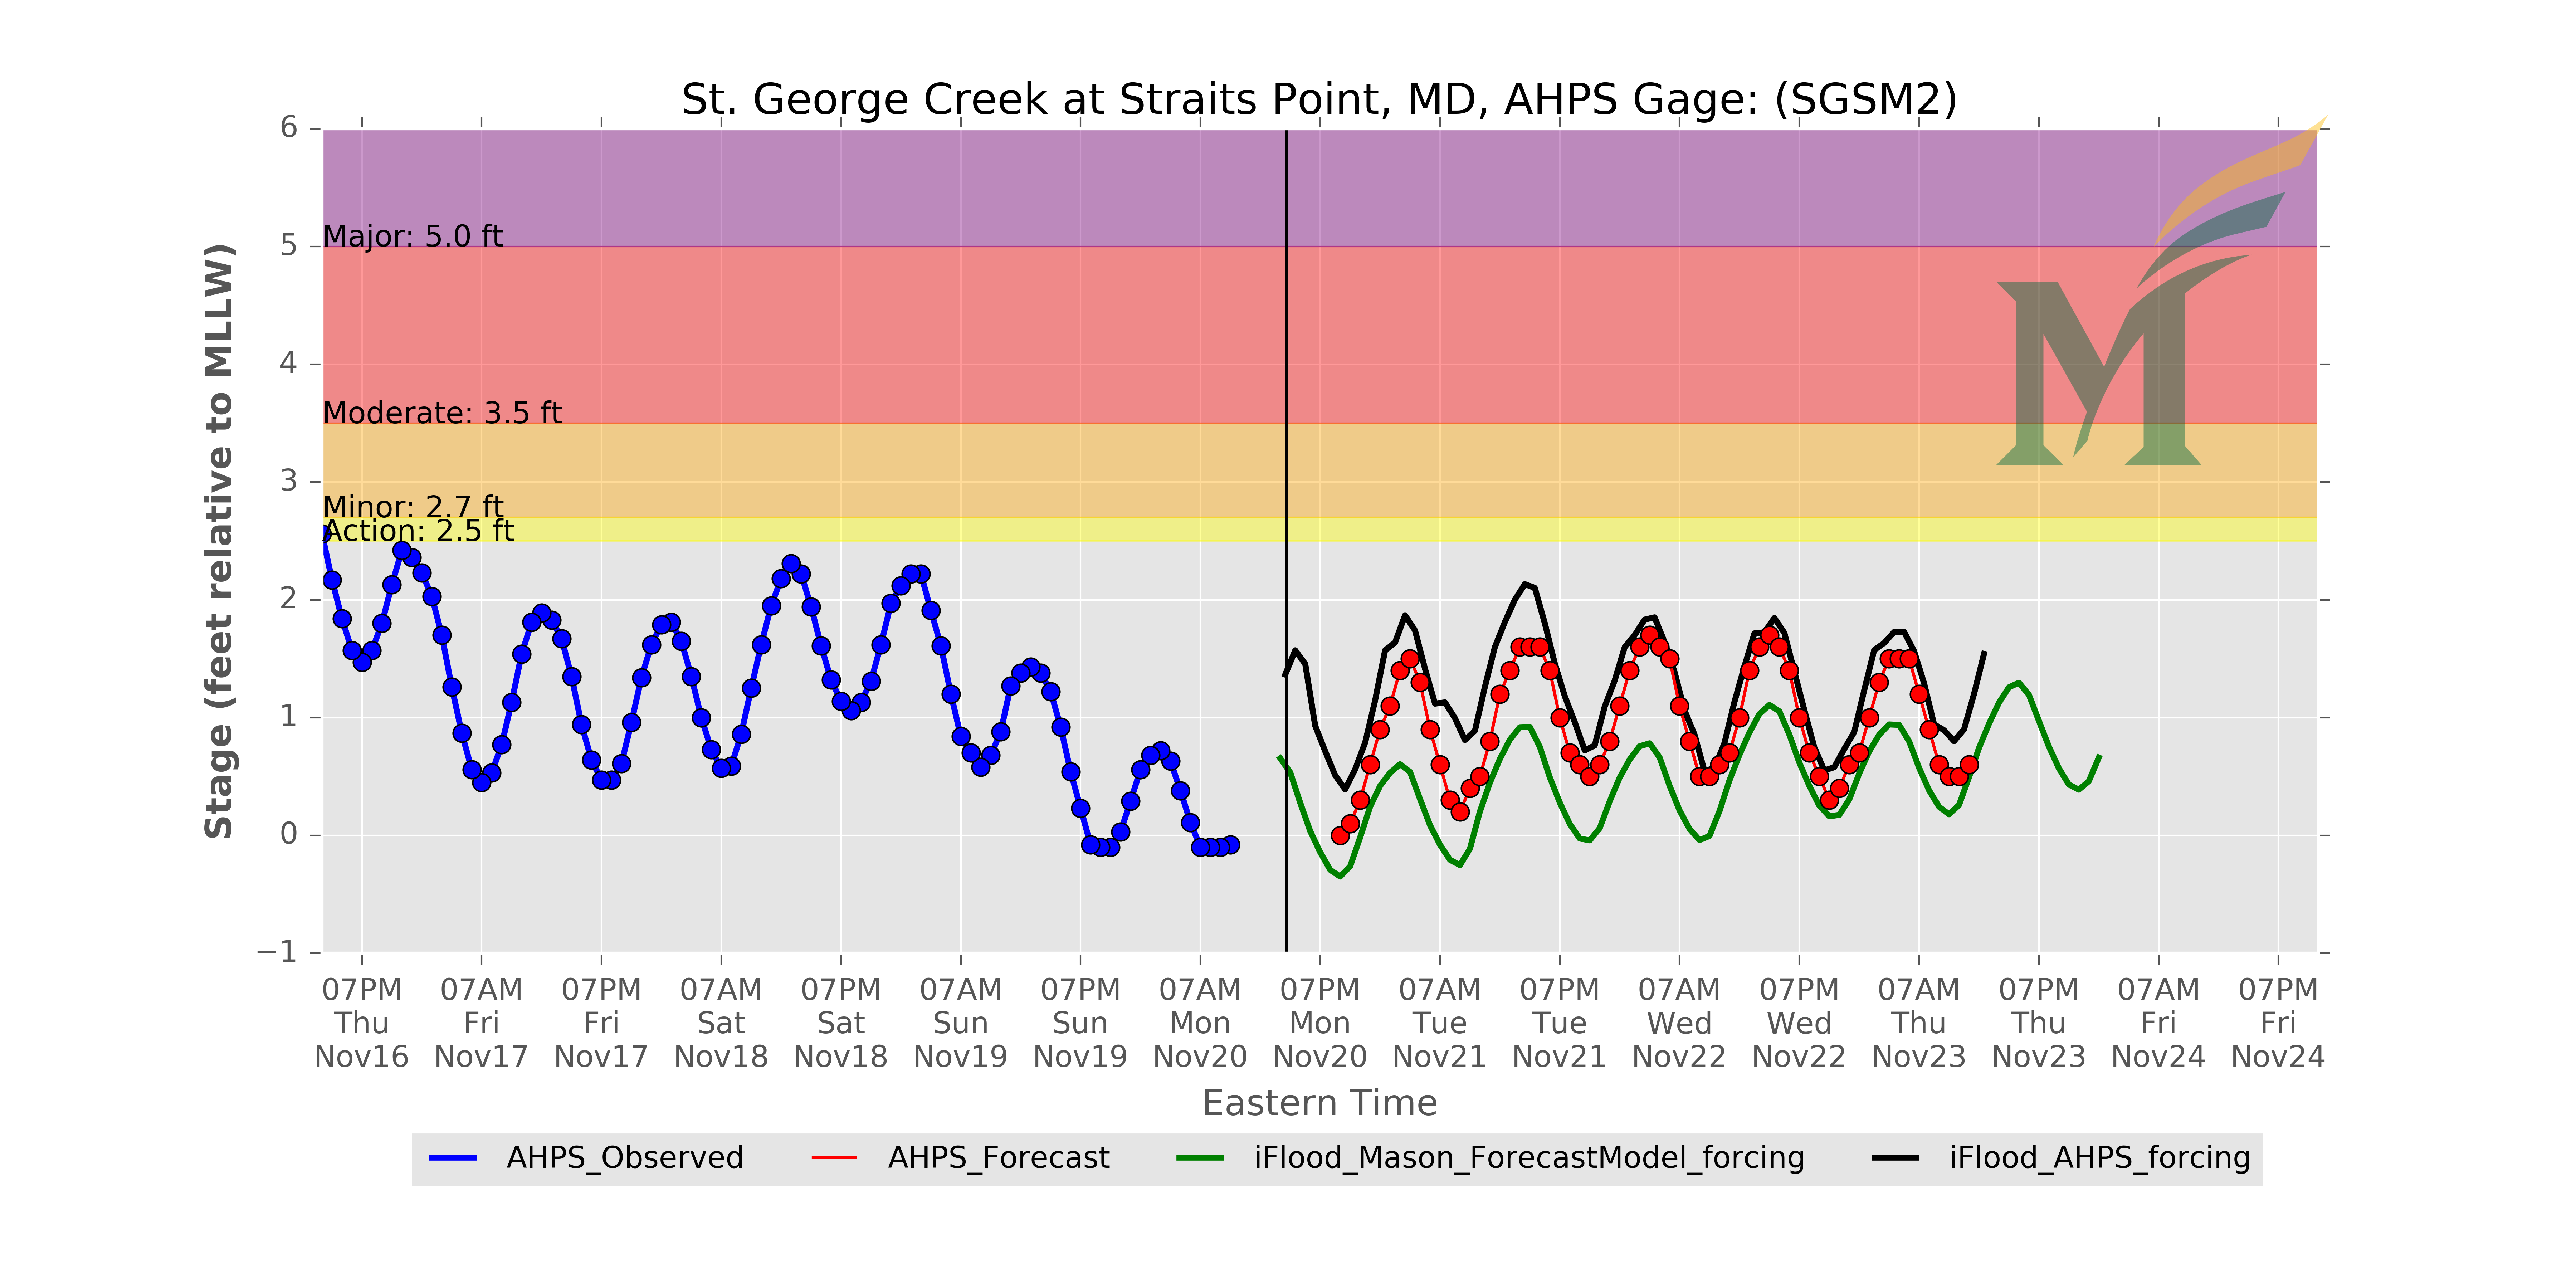 St. George Creek at Straits Point, MD, AHPS Gage: (SGSM2)
Stage (feet relative to MLLW)
6
5
4
3
2
1
0
−1
Major: 5.0 ft
Moderate: 3.5 ft
Minor: 2.7 ft
Action: 2.5 ft
M
07PM 07AM 07PM 07AM 07PM 07AM 07PM 07AM 07PM 07AM 07PM 07AM 07PM 07AM 07PM 07AM 07PM
Thu Fri Fri Sat Sat Sun Sun Mon Mon Tue Tue Wed Wed Thu Thu Fri Fri
Nov16 Nov17 Nov17 Nov18 Nov18 Nov19 Nov19 Nov20 Nov20 Nov21 Nov21 Nov22 Nov22 Nov23 Nov23 Nov24 Nov24
Eastern Time
AHPS_Observed AHPS_Forecast iFlood_Mason_ForecastModel_forcing iFlood_AHPS_forcing